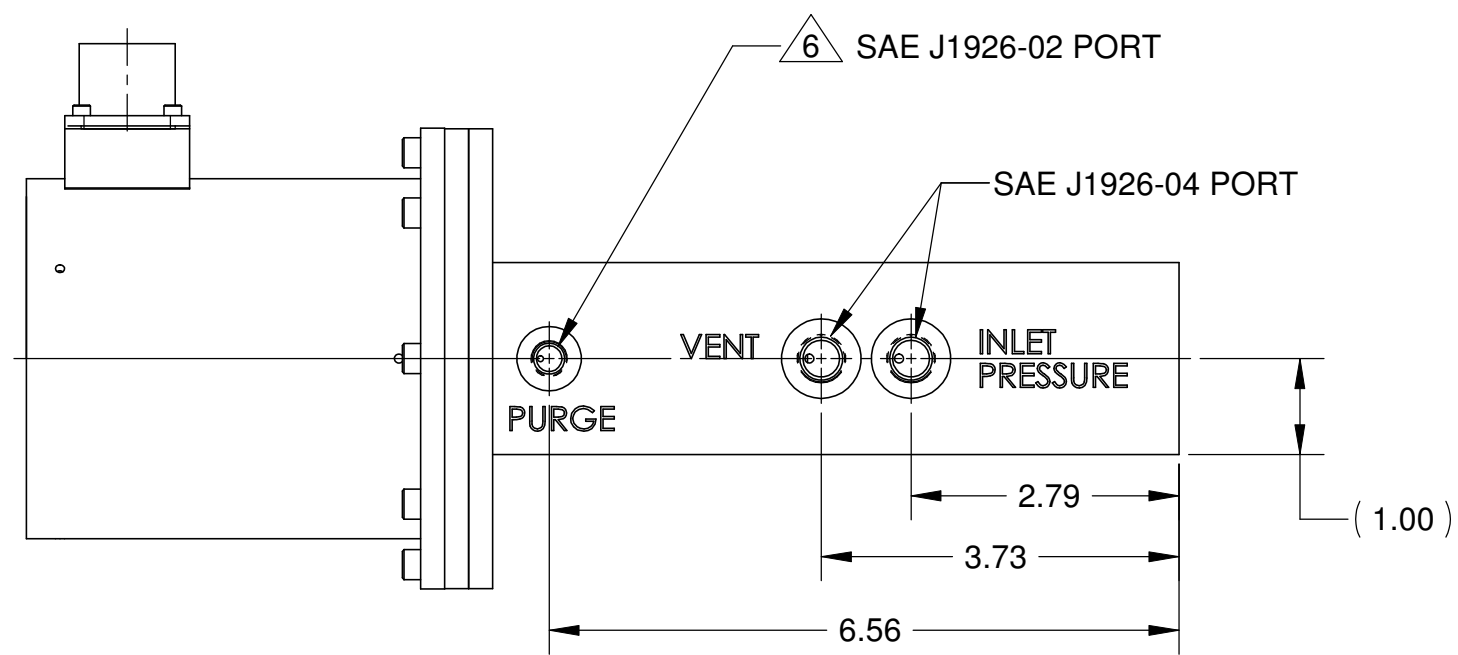 6 SAE J1926-02 PORT
SAE J1926-04 PORT
VENT
INLET
PRESSURE
PURGE
2.79
( 1.00 )
3.73
6.56